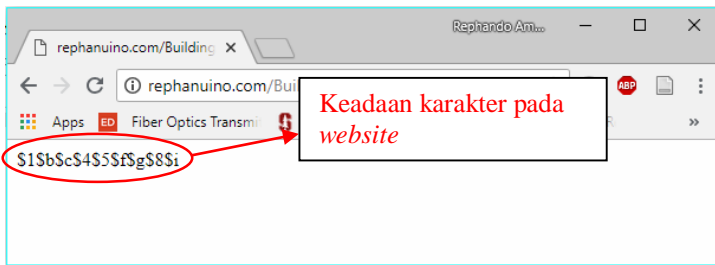 Rephando Am...
rephanuino.com/Building
rephanuino.com/Bui
ABP
Apps ED Fiber Optics Transmi
Keadaan karakter pada
website
$1$b$c$4$5$f$g$8$i